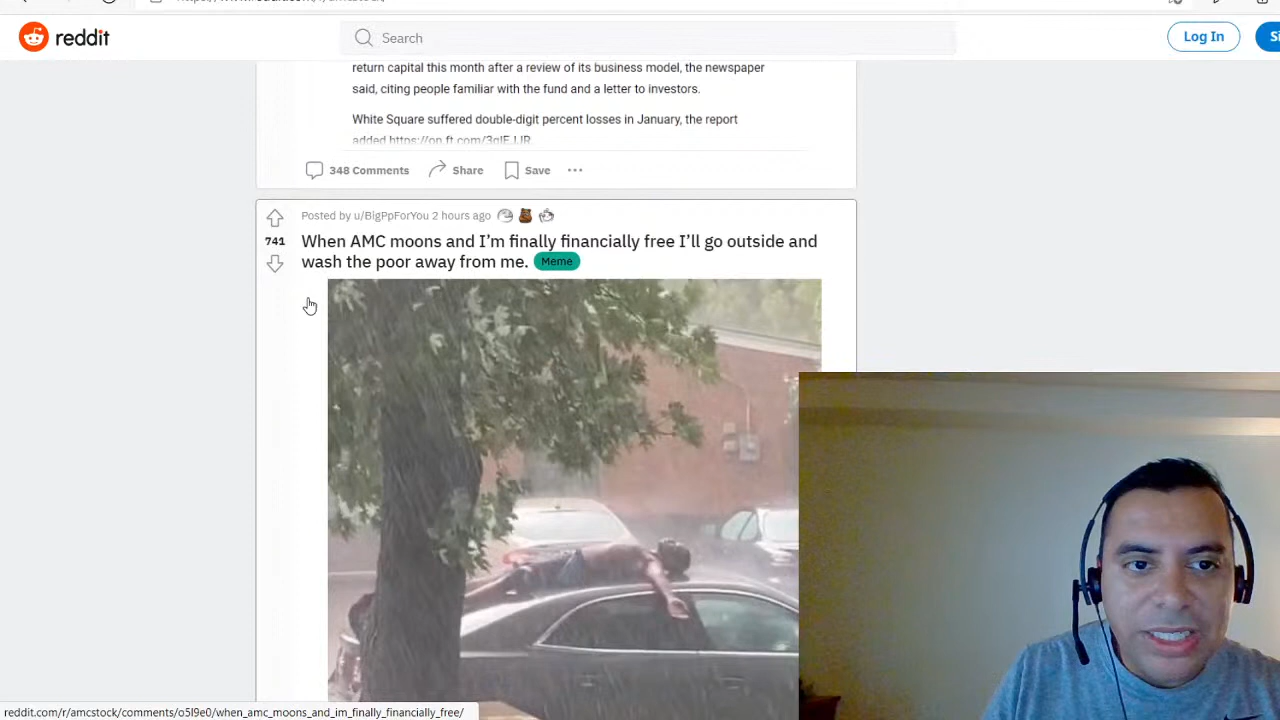 reddit
Search
Log In
return capital this month after a review of its business model, the newspaper
said, citing people familiar with the fund and a letter to investors.
White Square suffered double-digit percent losses in January, the report
348 Comments
Share
Save
Posted by u/BigPpForYou 2 hours ago
741
When AMC moons and I’m finally financially free I’ll go outside and
wash the poor away from me. Meme
reddit.com/r/amcstock/comments/o5l9e0/when_amc_moons_and_im_finally_financially_free/